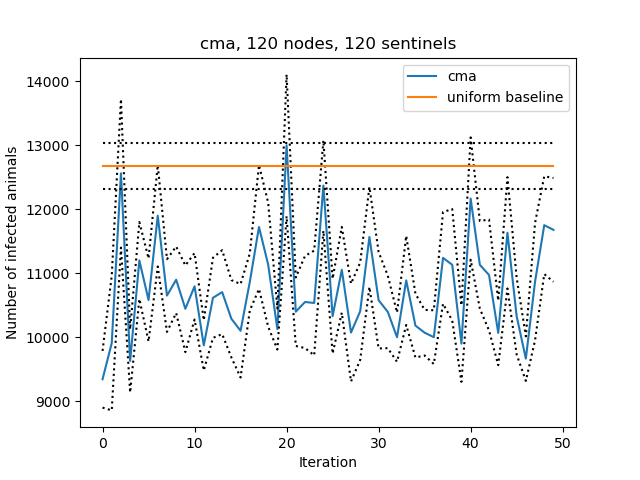 cma, 120 nodes, 120 sentinels
cma
uniform baseline
14000
13000
12000
11000
10000
9000
Number of infected animals
0 10 20 30 40 50
Iteration